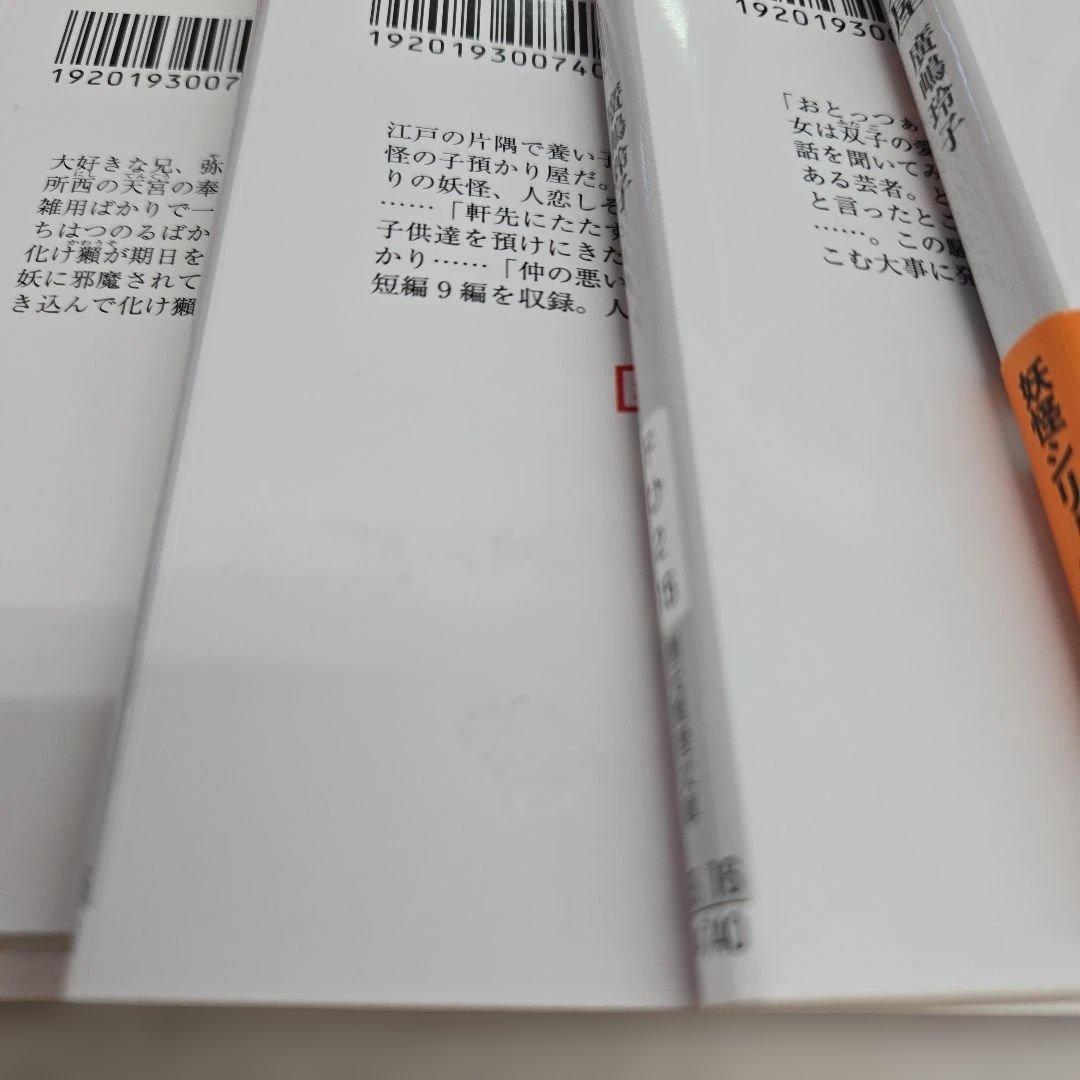 1920193007
大好きな兄、弥
所西の天宮の奉
雑用ばかりで一
ちはつのるばか
化け獺が期日を
妖に邪魔されて
き込んで化け獺
192019300740
江戸の片隅で養い子
怪の子預かり屋だ。
りの妖怪、人恋しそ
……「軒先にたたず
子供達を預けにきた
かり……「仲の悪い
短編9編を収録。人
廣嶋玲子
1920193007
「おとっつぁ
女は双子の愛
話を聞いてみ
ある芸者。と
と言ったとこ
……。この騒
こむ大事に発
廣嶋玲子
妖怪シリ